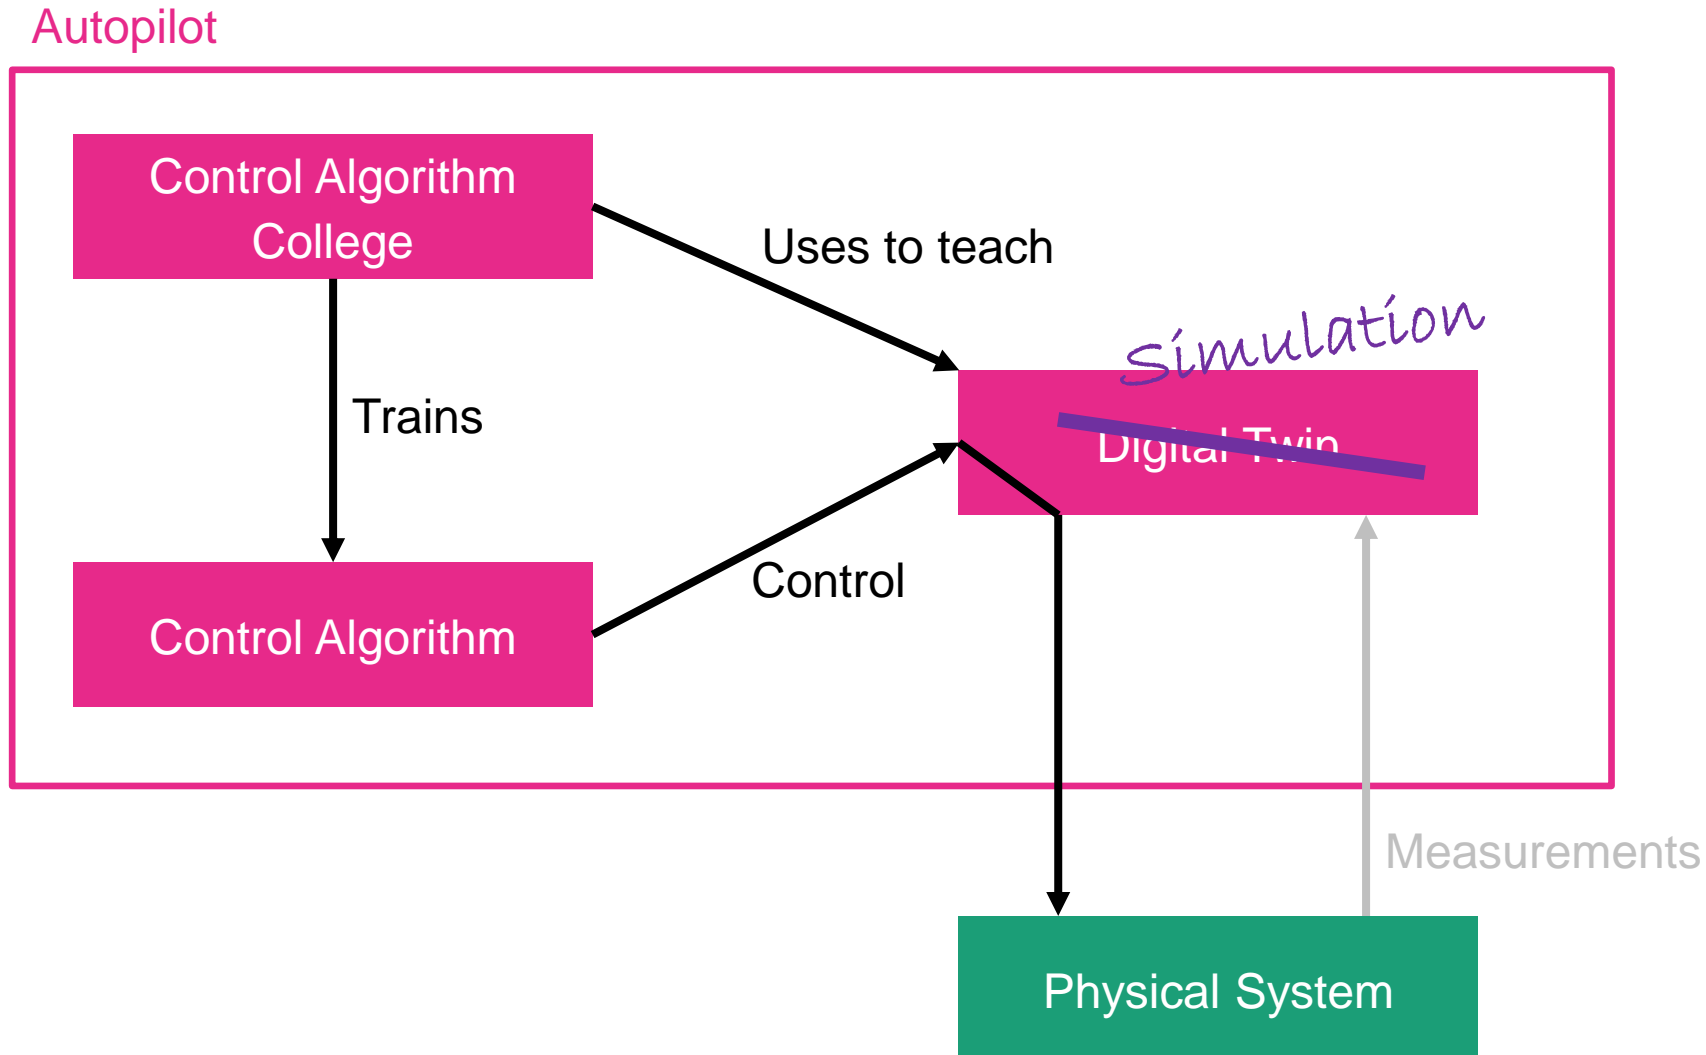 Autopilot
Control Algorithm
College
Uses to teach
Simulation
Trains
Digital Twin
Control
Control Algorithm
Measurements
Physical System